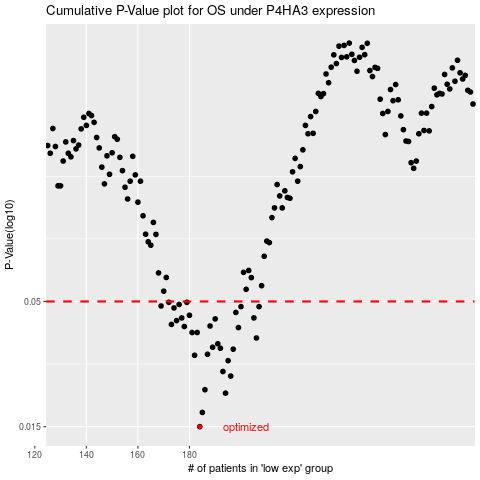 Cumulative P-Value plot for OS under P4HA3 expression
P-Value(log10)
0.05
0.015
optimized
120 140 160 180
# of patients in 'low exp' group